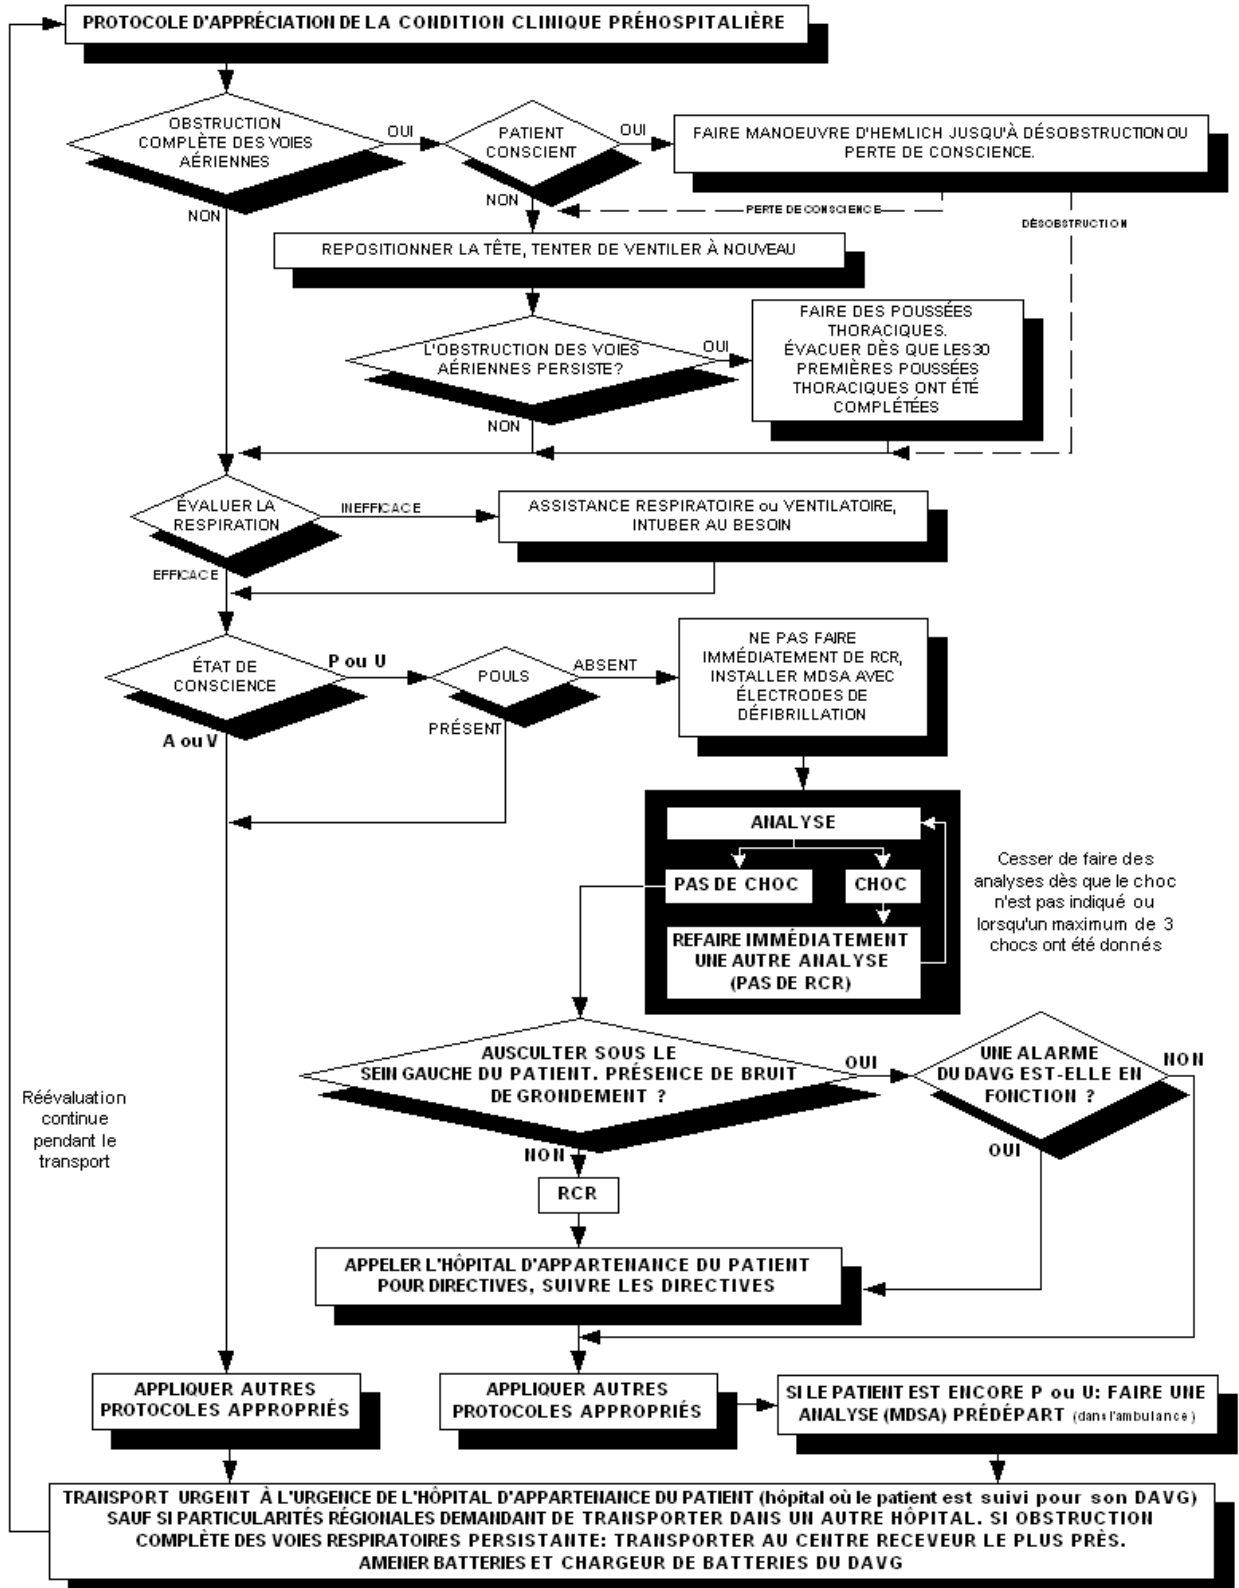 PROTOCOLE D'APPRÉCIATION DE LA CONDITION CLINIQUE PRÉHOSPITALIÈRE
OBSTRUCTION
COMPLÈTE DES VOIES
AÉRIENNES
OUI
PATIENT
CONSCIENT
OUI
FAIRE MANOEUVRE D'HEMLICH JUSQU'À DÉSOBSTRUCTION OU
PERTE DE CONSCIENCE.
NON
NON
PERTE DE CONSCIENCE
DÉSOBSTRUCTION
REPOSITIONNER LA TÊTE, TENTER DE VENTILER À NOUVEAU
L'OBSTRUCTION DES VOIES
AÉRIENNES PERSISTE?
OUI
FAIRE DES POUSSÉES
THORACIQUES.
ÉVACUER DÈS QUE LES 30
PREMIÈRES POUSSÉES
THORACIQUES ONT ÉTÉ
COMPLÉTÉES
NON
ÉVALUER LA
RESPIRATION
INEFFICACE
ASSISTANCE RESPIRATOIRE ou VENTILATOIRE,
INTUBER AU BESOIN
EFFICACE
ÉTAT DE
CONSCIENCE
P ou U
POULS
ABSENT
NE PAS FAIRE
IMMÉDIATEMENT DE RCR,
INSTALLER MDSA AVEC
ÉLECTRODES DE
DÉFIBRILLATION
A ou V
PRÉSENT
ANALYSE
PAS DE CHOC
CHOC
REFAIRE IMMÉDIATEMENT
UNE AUTRE ANALYSE
(PAS DE RCR)
Cesser de faire des
analyses dès que le choc
n'est pas indiqué ou
lorsqu'un maximum de 3
chocs ont été donnés
AUSCULTER SOUS LE
SEIN GAUCHE DU PATIENT. PRÉSENCE DE BRUIT
DE GRONDEMENT ?
OUI
UNE ALARME
DU DAVG EST-ELLE EN
FONCTION ?
NON
OUI
NON
Réévaluation
continue
pendant le
transport
RCR
APPELER L'HÔPITAL D'APPARTENANCE DU PATIENT
POUR DIRECTIVES, SUIVRE LES DIRECTIVES
APPLIQUER AUTRES
PROTOCOLES APPROPRIÉS
APPLIQUER AUTRES
PROTOCOLES APPROPRIÉS
SI LE PATIENT EST ENCORE P ou U: FAIRE UNE
ANALYSE (MDSA) PRÉDÉPART (dans l'ambulance)
TRANSPORT URGENT À L'URGENCE DE L'HÔPITAL D'APPARTENANCE DU PATIENT (hôpital où le patient est suivi pour son DAVG)
SAUF SI PARTICULARITÉS RÉGIONALES DEMANDANT DE TRANSPORTER DANS UN AUTRE HÔPITAL. SI OBSTRUCTION
COMPLÈTE DES VOIES RESPIRATOIRES PERSISTANTE: TRANSPORTER AU CENTRE RECEVEUR LE PLUS PRÈS.
AMENER BATTERIES ET CHARGEUR DE BATTERIES DU DAVG